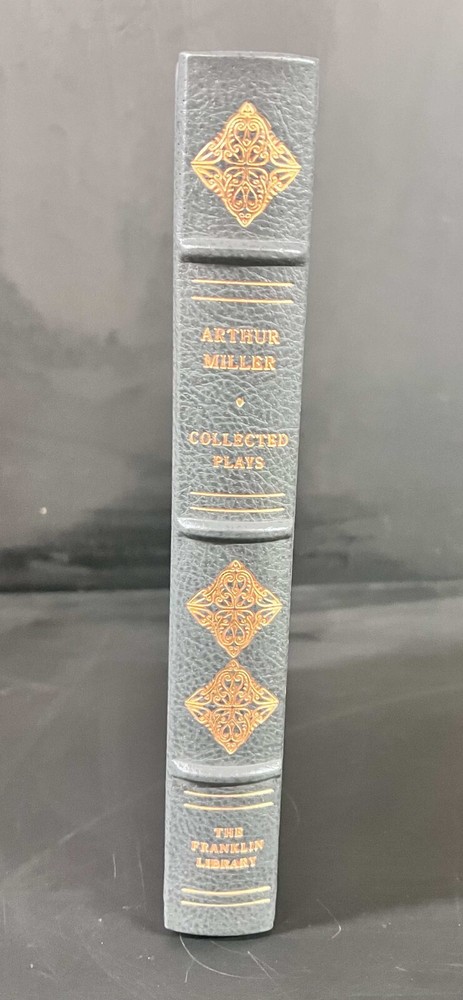 ARTHUR
MILLER
COLLECTED
PLAYS
THE
FRANKLIN
LIBRARY